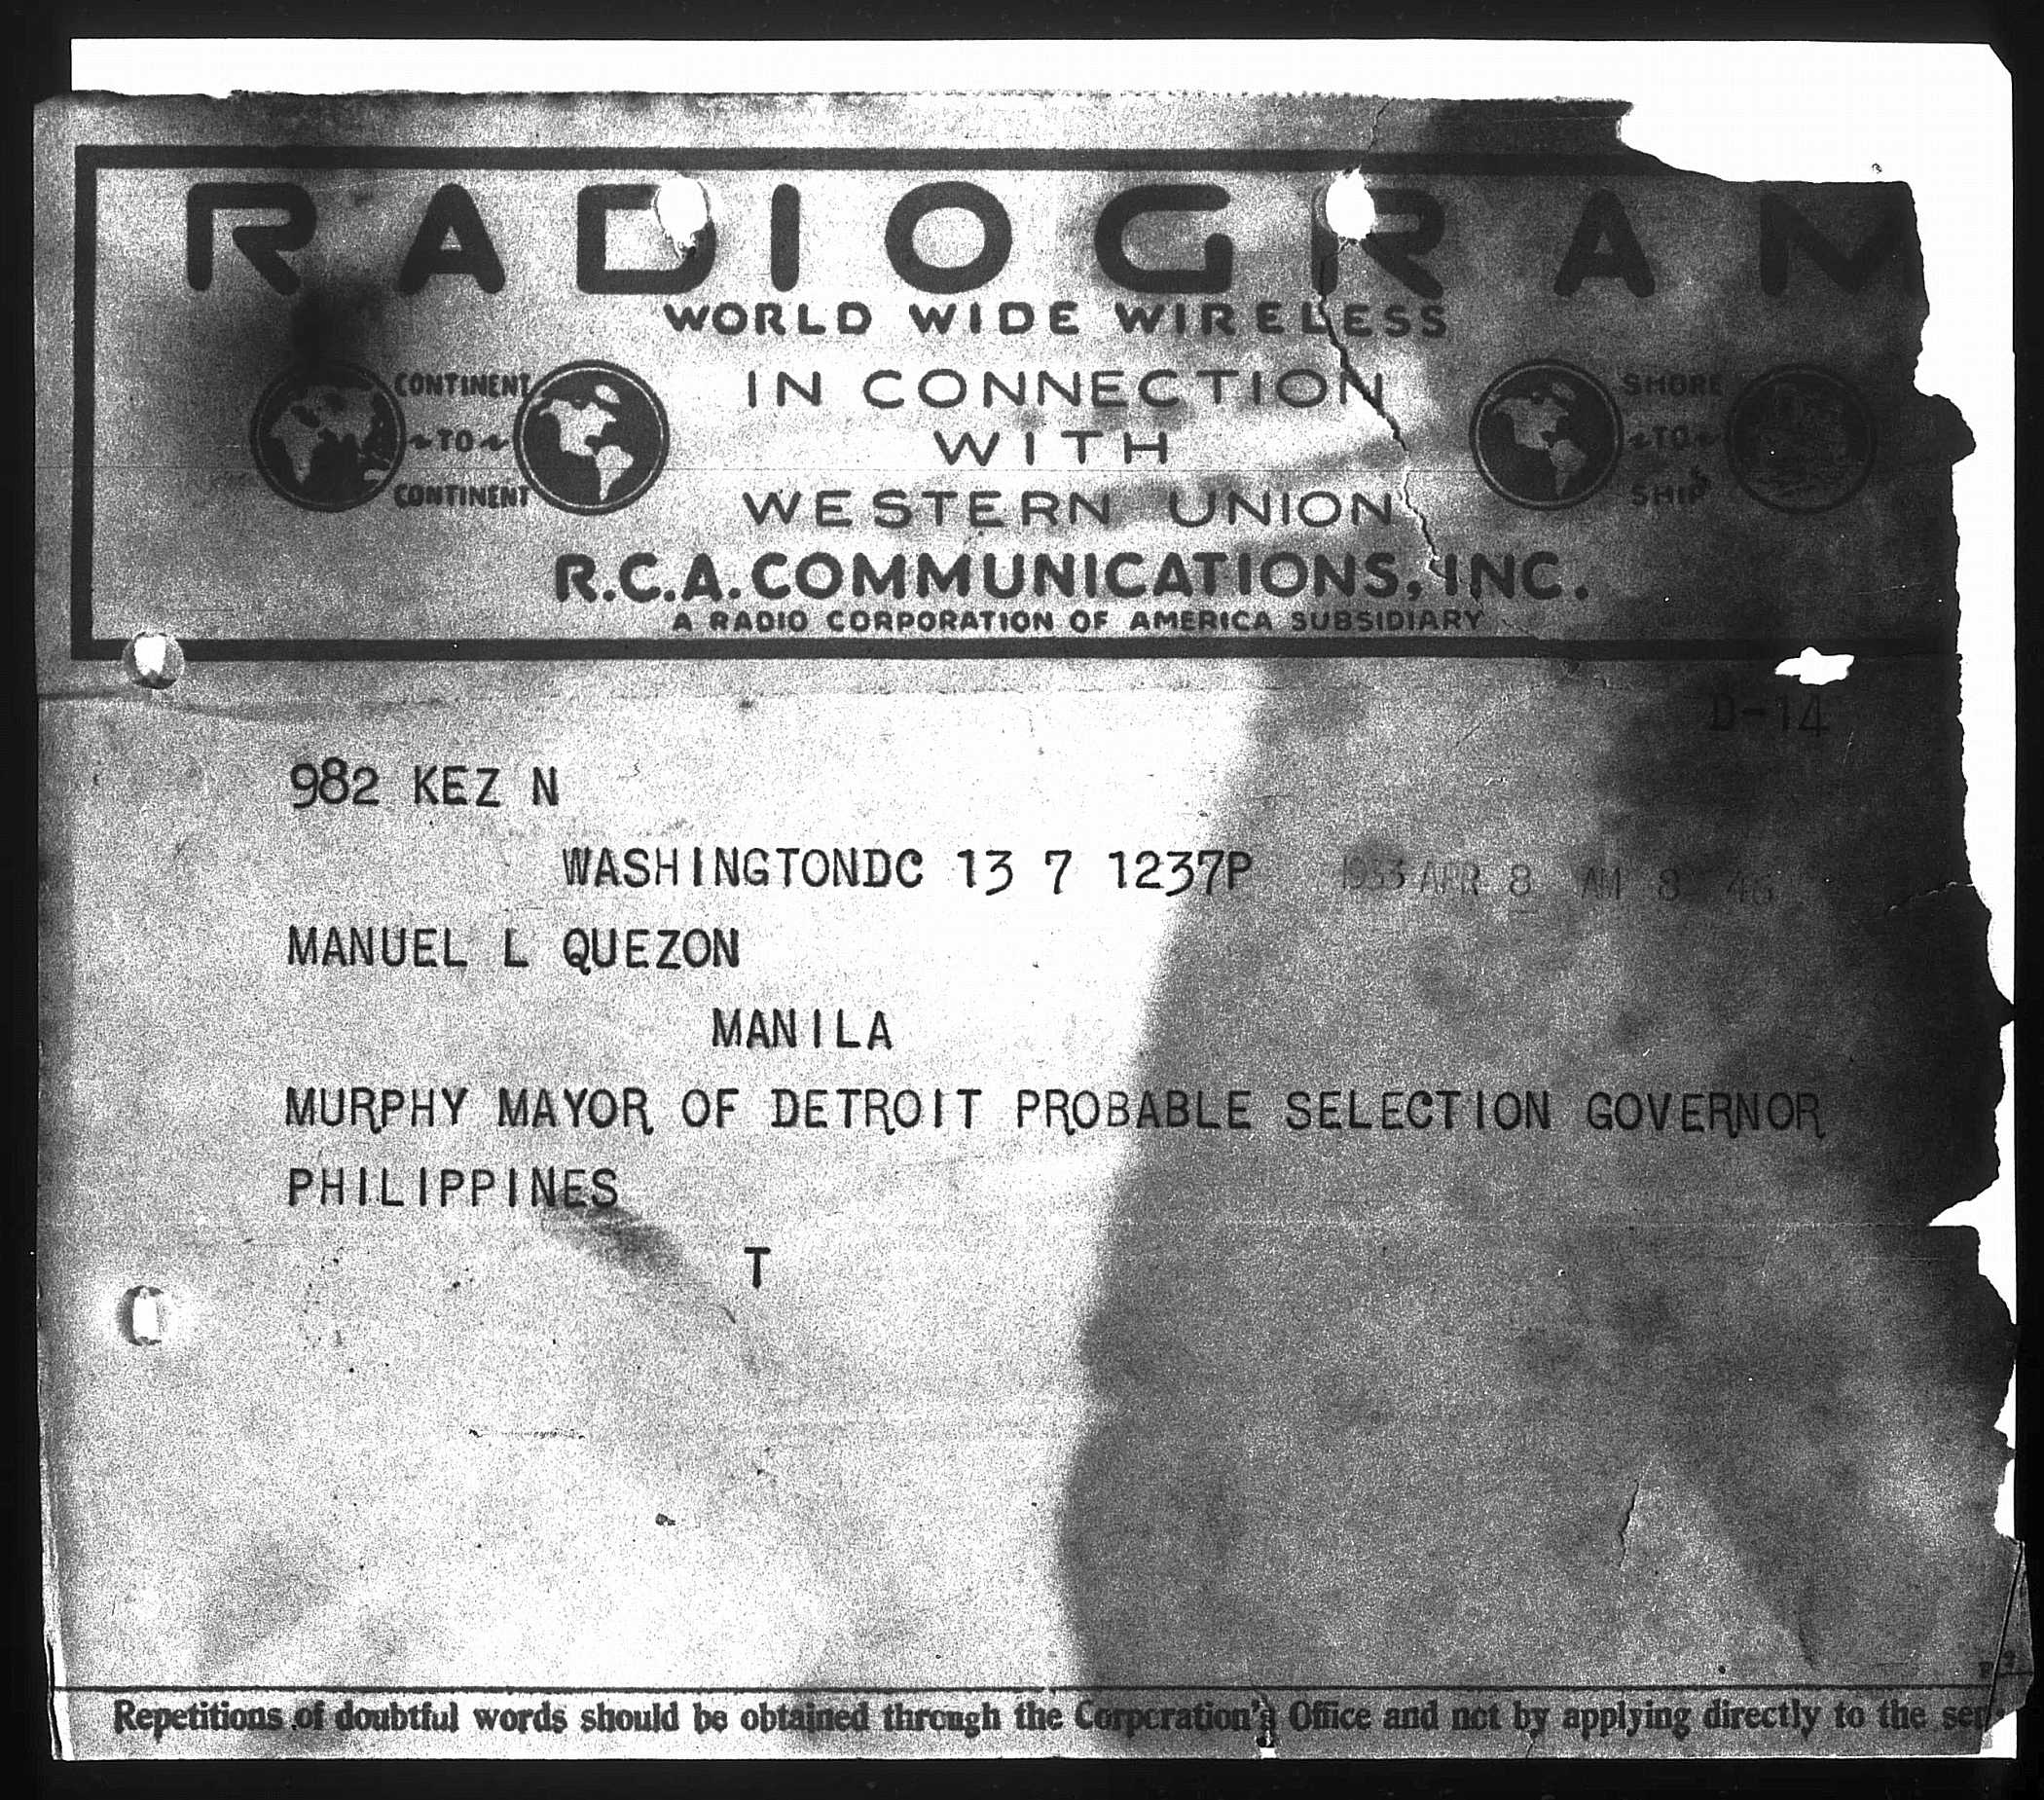 RADIOGRAM
WORLD WIDE WIRELESS
CONTINENT
~TO~
CONTINENT
IN CONNECTION
WITH
WESTERN UNION
SHORE
~TO~
SHIP
R.C.A. COMMUNICATIONS, INC.
A RADIO CORPORATION OF AMERICA SUBSIDIARY
D-14
982 KEZ N
WASHINGTONDC 13 7 1237P 1933 APR 8 AM 8 46
MANUEL L QUEZON
MANILA
MURPHY MAYOR OF DETROIT PROBABLE SELECTION GOVERNOR
PHILIPPINES
T
Repetitions of doubtful words should be obtained through the Corporation's Office and not by applying directly to the